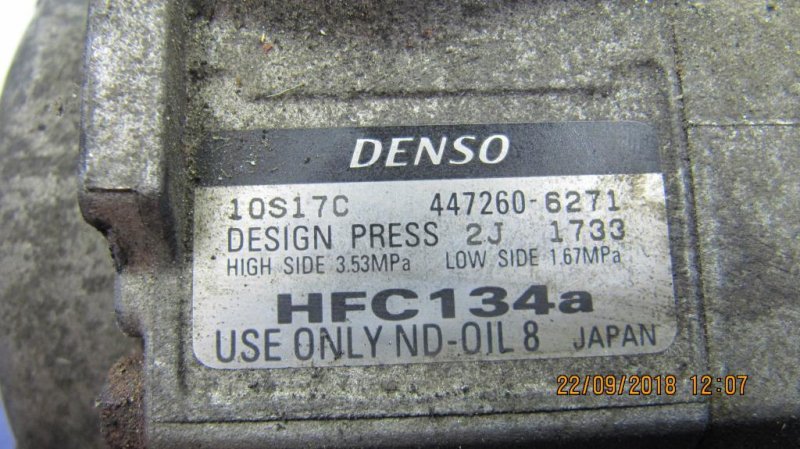 DENSO
10S17C 447260-6271
DESIGN PRESS 2J 1733
HIGH SIDE 3.53MPa LOW SIDE 1.67MPa
HFC134a
USE ONLY ND-OIL 8 JAPAN
22/09/2018 12:07